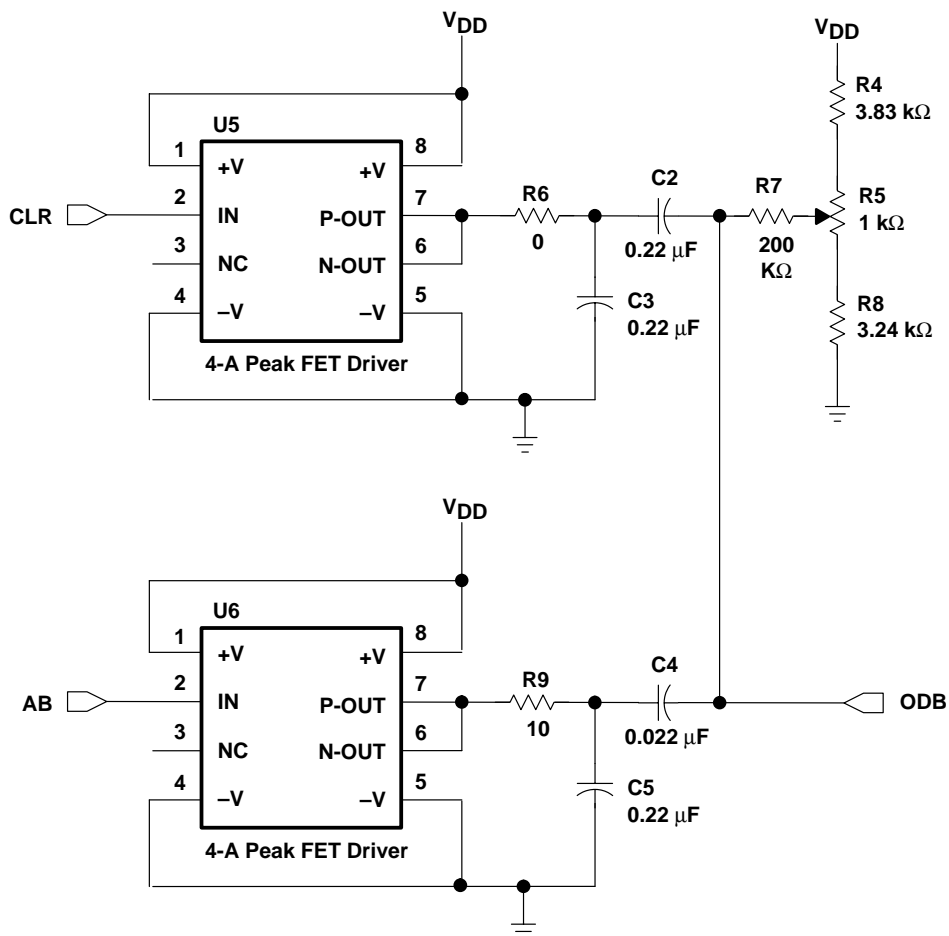 VDD
U5
1
+V
+V
8
CLR
2
IN
P-OUT
7
3
NC
N-OUT
6
4
–V
–V
5
4-A Peak FET Driver
R6
0
C2
0.22 μF
C3
0.22 μF
R7
200
KΩ
VDD
R4
3.83 kΩ
R5
1 kΩ
R8
3.24 kΩ
VDD
U6
1
+V
+V
8
AB
2
IN
P-OUT
7
3
NC
N-OUT
6
4
–V
–V
5
4-A Peak FET Driver
R9
10
C4
0.022 μF
C5
0.22 μF
ODB